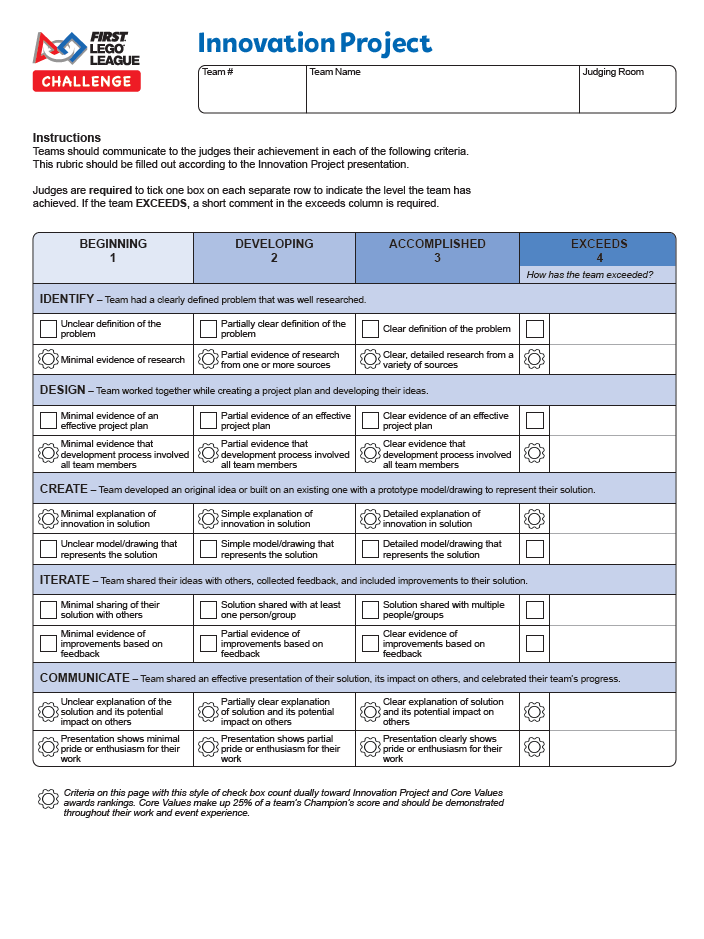 FIRST
LEGO
LEAGUE
CHALLENGE
Innovation Project
Team #
Team Name
Judging Room
Instructions
Teams should communicate to the judges their achievement in each of the following criteria.
This rubric should be filled out according to the Innovation Project presentation.
Judges are required to tick one box on each separate row to indicate the level the team has
achieved. If the team EXCEEDS, a short comment in the exceeds column is required.
BEGINNING
1
DEVELOPING
2
ACCOMPLISHED
3
EXCEEDS
4
How has the team exceeded?
IDENTIFY – Team had a clearly defined problem that was well researched.
Unclear definition of the
problem
Partially clear definition of the
problem
Clear definition of the problem
Minimal evidence of research
Partial evidence of research
from one or more sources
Clear, detailed research from a
variety of sources
DESIGN – Team worked together while creating a project plan and developing their ideas.
Minimal evidence of an
effective project plan
Partial evidence of an effective
project plan
Clear evidence of an effective
project plan
Minimal evidence that
development process involved
all team members
Partial evidence that
development process involved
all team members
Clear evidence that
development process involved
all team members
CREATE – Team developed an original idea or built on an existing one with a prototype model/drawing to represent their solution.
Minimal explanation of
innovation in solution
Simple explanation of
innovation in solution
Detailed explanation of
innovation in solution
Unclear model/drawing that
represents the solution
Simple model/drawing that
represents the solution
Detailed model/drawing that
represents the solution
ITERATE – Team shared their ideas with others, collected feedback, and included improvements to their solution.
Minimal sharing of their
solution with others
Solution shared with at least
one person/group
Solution shared with multiple
people/groups
Minimal evidence of
improvements based on
feedback
Partial evidence of
improvements based on
feedback
Clear evidence of
improvements based on
feedback
COMMUNICATE – Team shared an effective presentation of their solution, its impact on others, and celebrated their team's progress.
Unclear explanation of the
solution and its potential
impact on others
Partially clear explanation
of solution and its potential
impact on others
Clear explanation of solution
and its potential impact on
others
Presentation shows minimal
pride or enthusiasm for their
work
Presentation shows partial
pride or enthusiasm for their
work
Presentation clearly shows
pride or enthusiasm for their
work
Criteria on this page with this style of check box count dually toward Innovation Project and Core Values
awards rankings. Core Values make up 25% of a team's Champion's score and should be demonstrated
throughout their work and event experience.